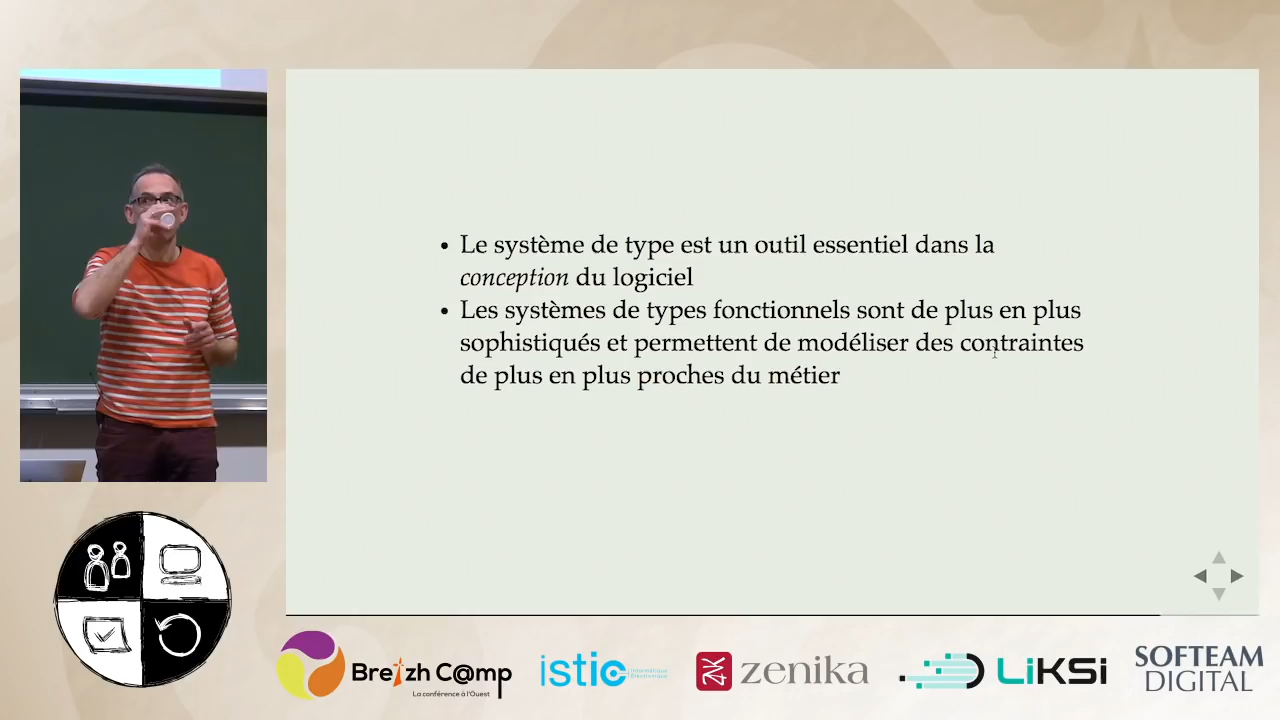 • Le système de type est un outil essentiel dans la
conception du logiciel
• Les systèmes de types fonctionnels sont de plus en plus
sophistiqués et permettent de modéliser des contraintes
de plus en plus proches du métier
Breizh C@mp
La conférence à l'Ouest
istic
Informatique
Électronique
zenika
LiKSi
SOFTEAM
DIGITAL